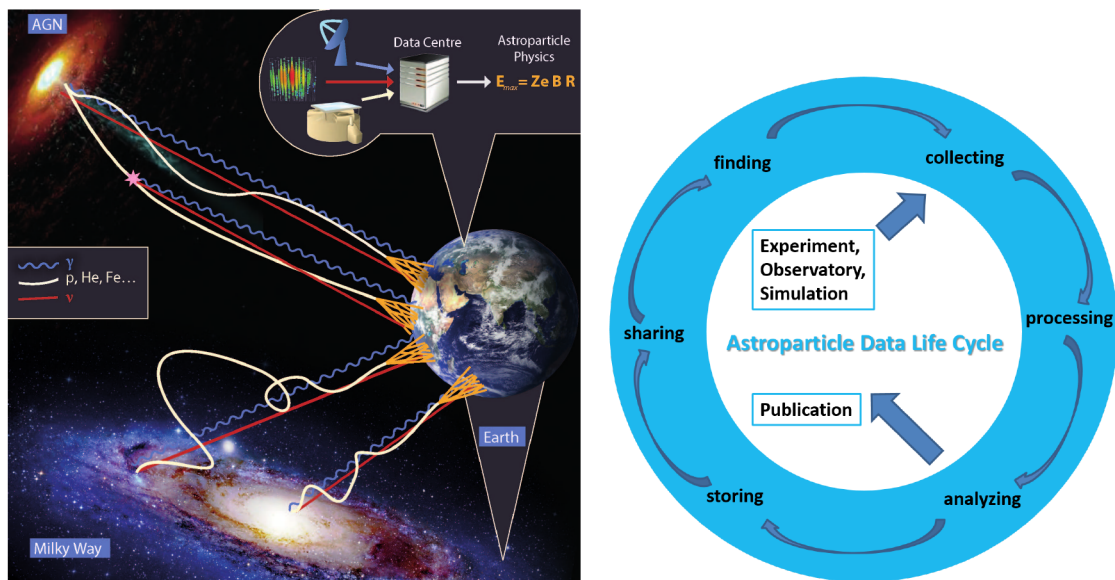 AGN
Data Centre
Astroparticle
Physics
E max = Ze B R
γ
p, He, Fe...
ν
Earth
Milky Way
finding
collecting
Experiment,
Observatory,
Simulation
processing
sharing
Astroparticle Data Life Cycle
Publication
storing
analyzing